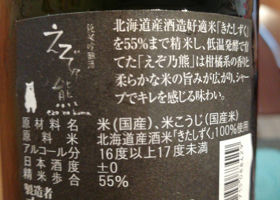 純米吟醸酒
えぞ乃熊
北海道産酒造好適米「きたしずく」
を55%まで精米し、低温発酵で醸し
た「えぞ乃熊」は柑橘系の香りと
柔らかな米の旨みが広がり、シャー
プでキレを感じる味わい。
原材料名 米(国産)、米こうじ(国産米)
原料米 北海道産酒米「きたしずく」100%使用
アルコール分 16度以上17度未満
日本酒度 ±0
精米歩合 55%
製造者